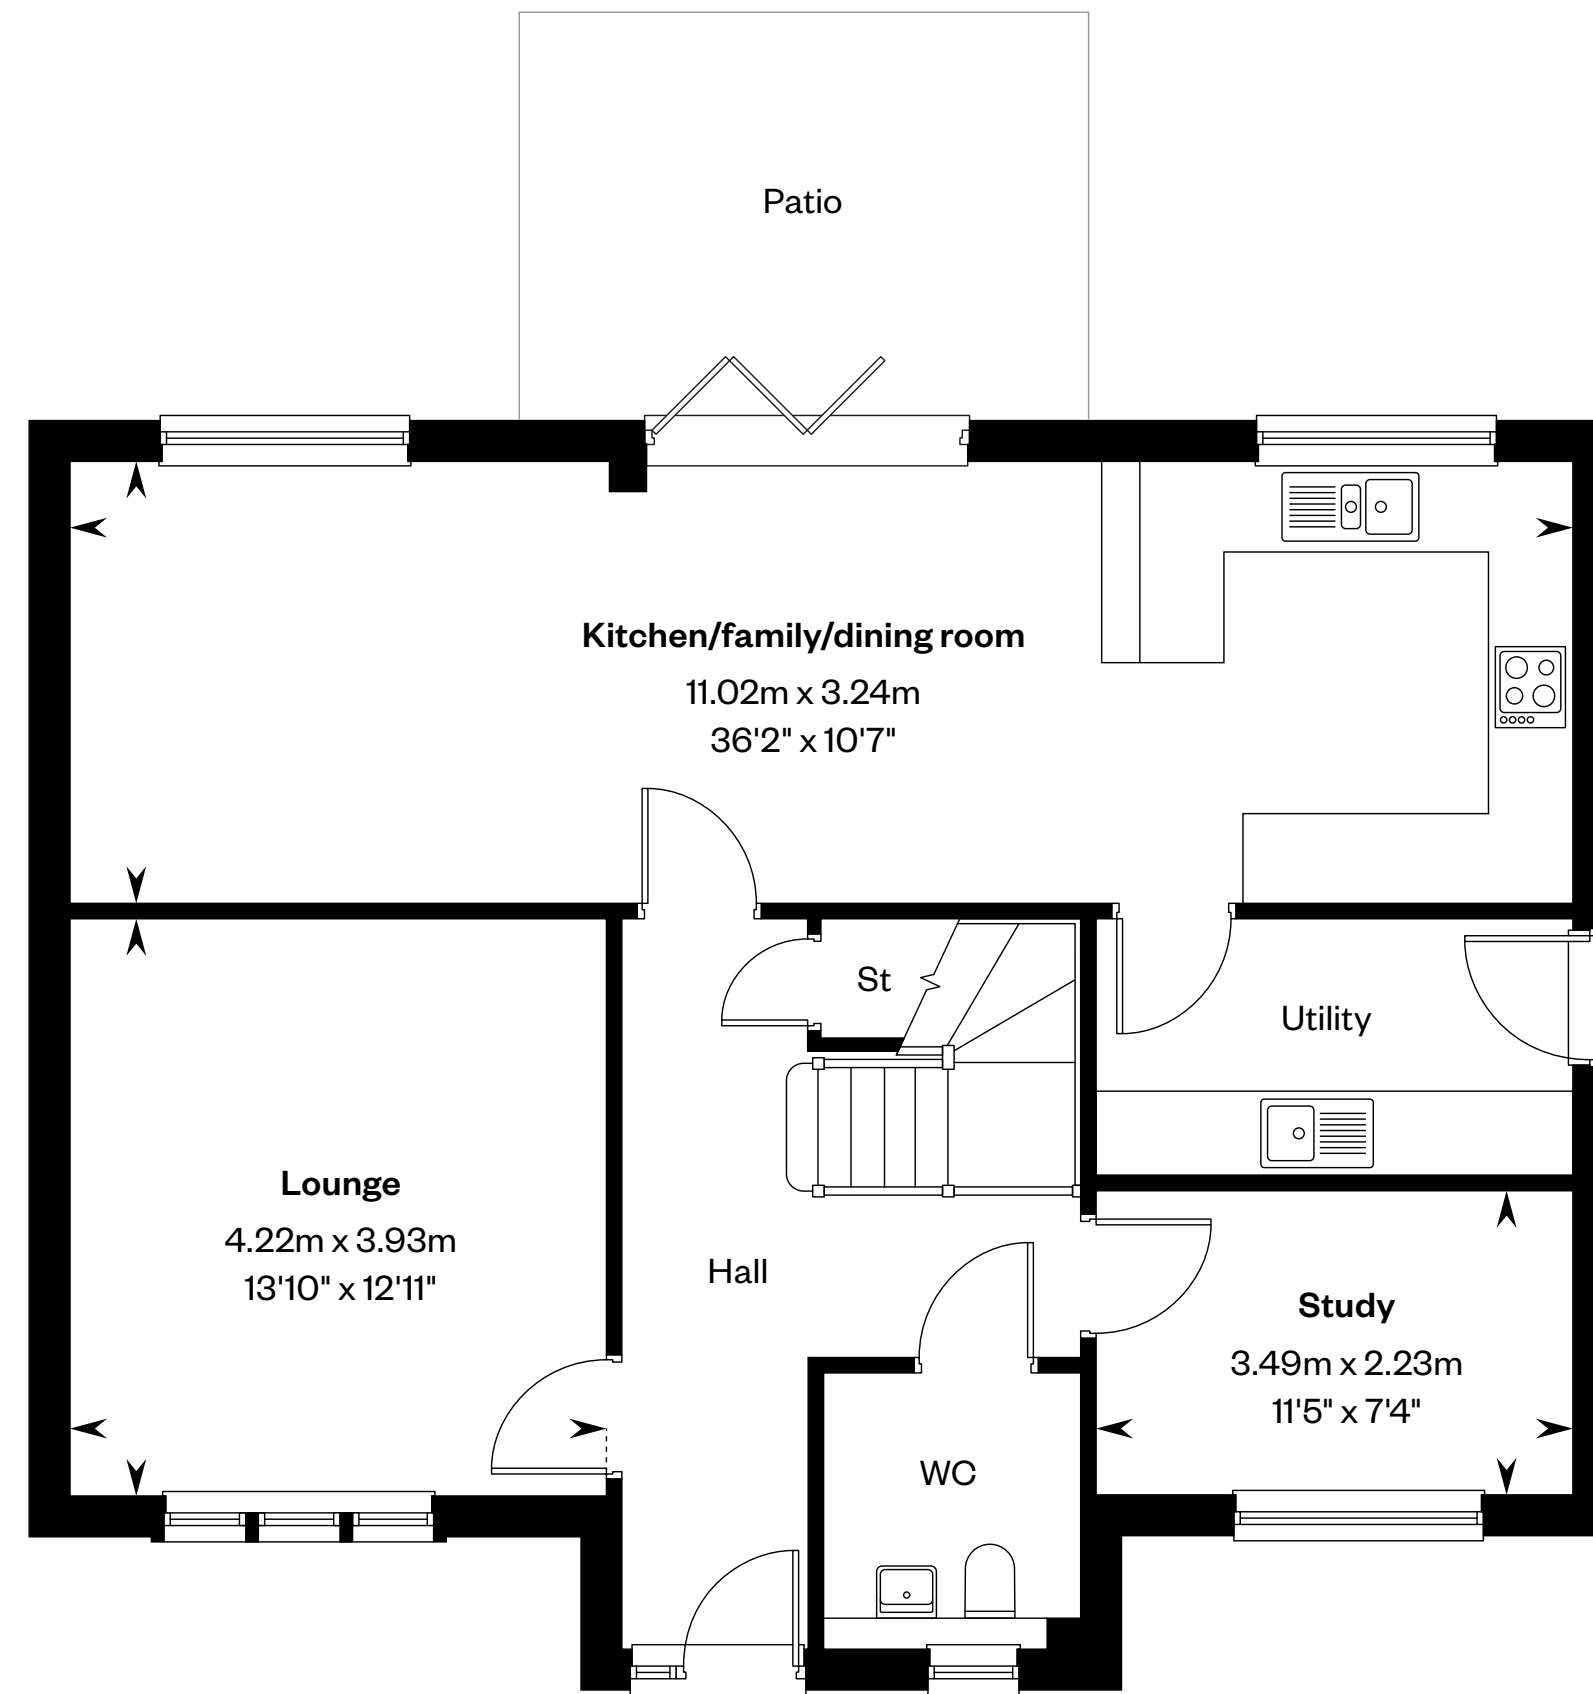 Patio
Kitchen/family/dining room
11.02m x 3.24m
36'2" x 10'7"
St
Utility
Lounge
4.22m x 3.93m
13'10" x 12'11"
Hall
Study
3.49m x 2.23m
11'5" x 7'4"
WC